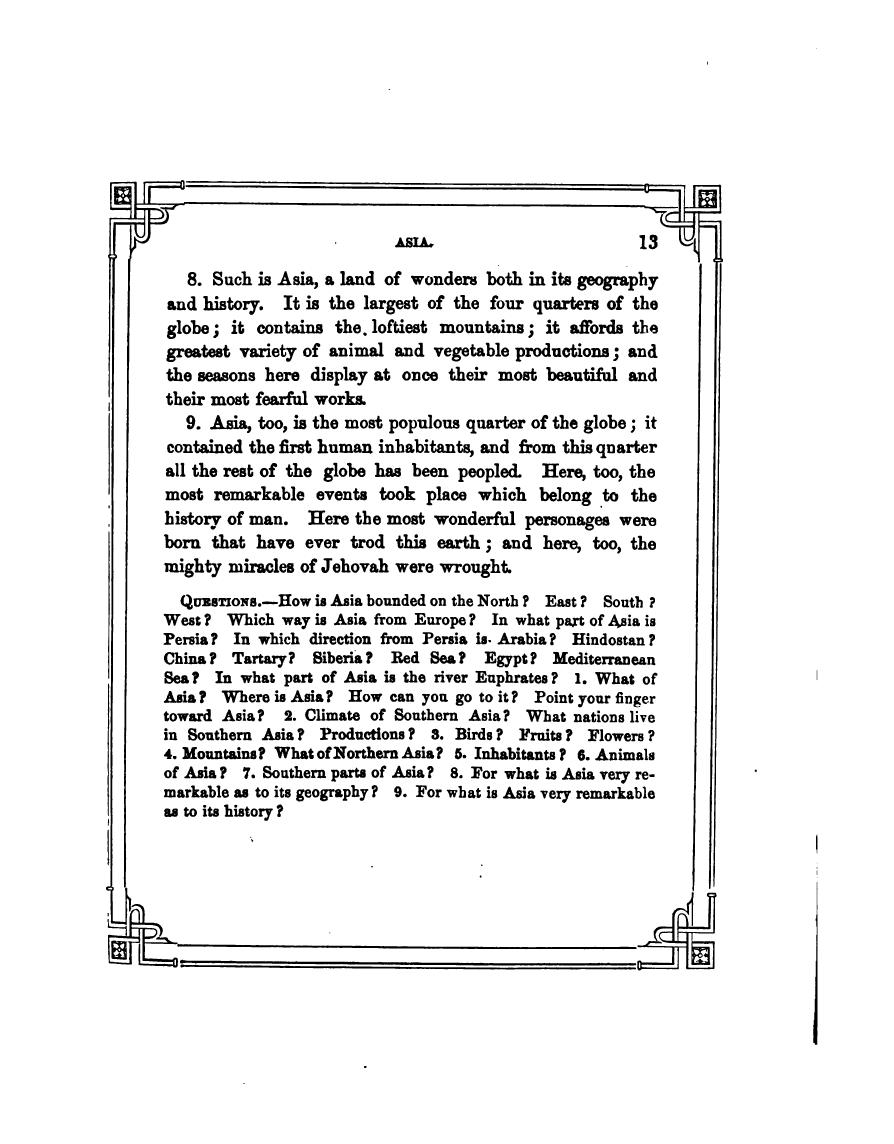 ASIA. 13
8. Such is Asia, a land of wonders both in its geography
and history. It is the largest of the four quarters of the
globe; it contains the loftiest mountains; it affords the
greatest variety of animal and vegetable productions; and
the seasons here display at once their most beautiful and
their most fearful works.
9. Asia, too, is the most populous quarter of the globe; it
contained the first human inhabitants, and from this quarter
all the rest of the globe has been peopled. Here, too, the
most remarkable events took place which belong to the
history of man. Here the most wonderful personages were
born that have ever trod this earth; and here, too, the
mighty miracles of Jehovah were wrought.
QUESTIONS.—How is Asia bounded on the North? East? South?
West? Which way is Asia from Europe? In what part of Asia is
Persia? In which direction from Persia is Arabia? Hindostan?
China? Tartary? Siberia? Red Sea? Egypt? Mediterranean
Sea? In what part of Asia is the river Euphrates? 1. What of
Asia? Where is Asia? How can you go to it? Point your finger
toward Asia? 2. Climate of Southern Asia? What nations live
in Southern Asia? Productions? 3. Birds? Fruits? Flowers?
4. Mountains? What of Northern Asia? 5. Inhabitants? 6. Animals
of Asia? 7. Southern parts of Asia? 8. For what is Asia very re-
markable as to its geography? 9. For what is Asia very remarkable
as to its history?